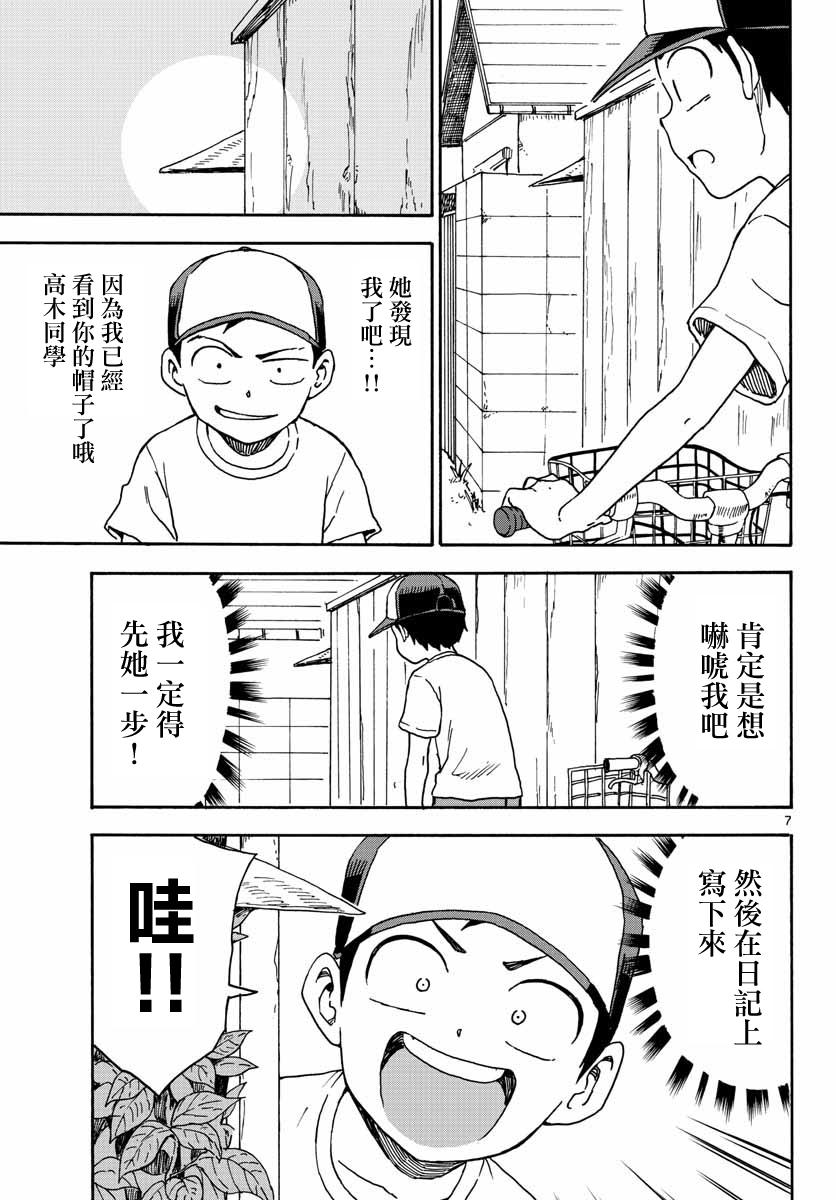 她發現
我了吧…!!
因為我已經
看到你的帽子了哦
高木同學
肯定是想
嚇唬我吧
我一定得
先她一步！
7
然後在日記上
寫下來
哇!!